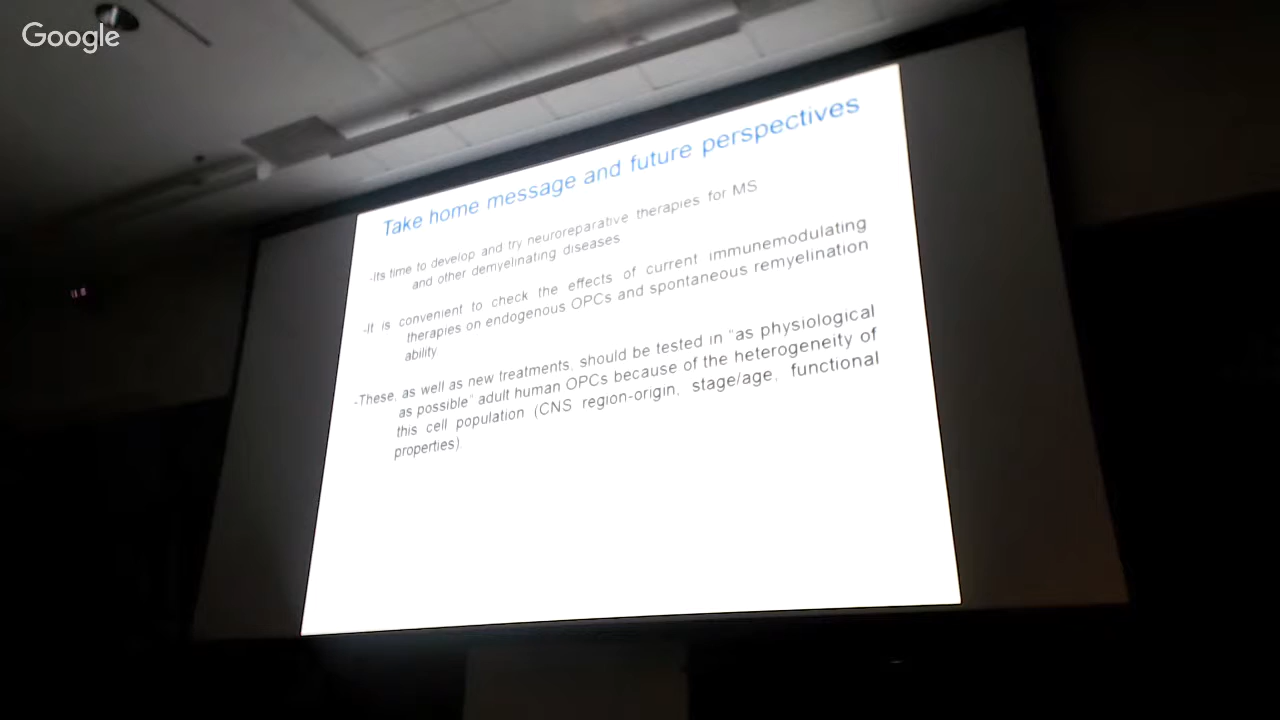 Google
Take home message and future perspectives
-Its time to develop and try neuroreparative therapies for MS
and other demyelinating diseases
-It is convenient to check the effects of current immunemodulating
therapies on endogenous OPCs and spontaneous remyelination
ability
-These, as well as new treatments, should be tested in "as physiological
as possible" adult human OPCs because of the heterogeneity of
this cell population (CNS region-origin, stage/age, functional
properties)